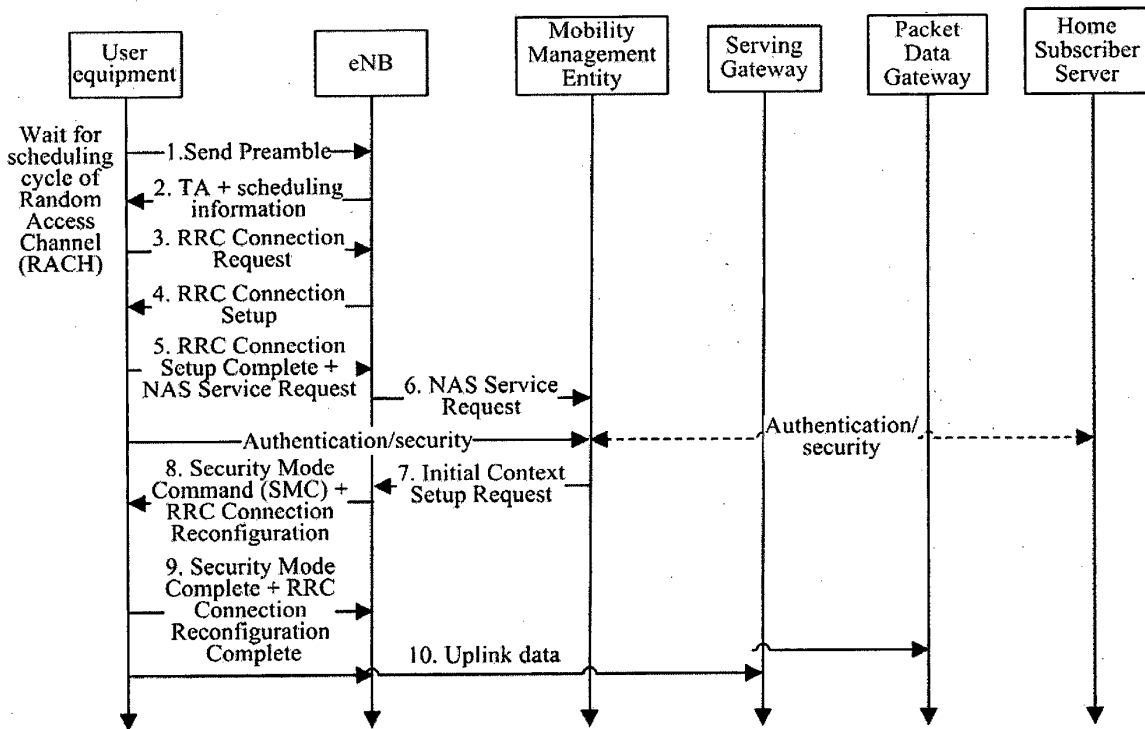 User
equipment
eNB
Mobility
Management
Entity
Serving
Gateway
Packet
Data
Gateway
Home
Subscriber
Server
Wait for
scheduling
cycle of
Random
Access
Channel
(RACH)
1.Send Preamble
2. TA + scheduling
information
3. RRC Connection
Request
4. RRC Connection
Setup
5. RRC Connection
Setup Complete +
NAS Service Request
6. NAS Service
Request
Authentication/security
Authentication/
security
7. Initial Context
Setup Request
8. Security Mode
Command (SMC) +
RRC Connection
Reconfiguration
9. Security Mode
Complete + RRC
Connection
Reconfiguration
Complete
10. Uplink data